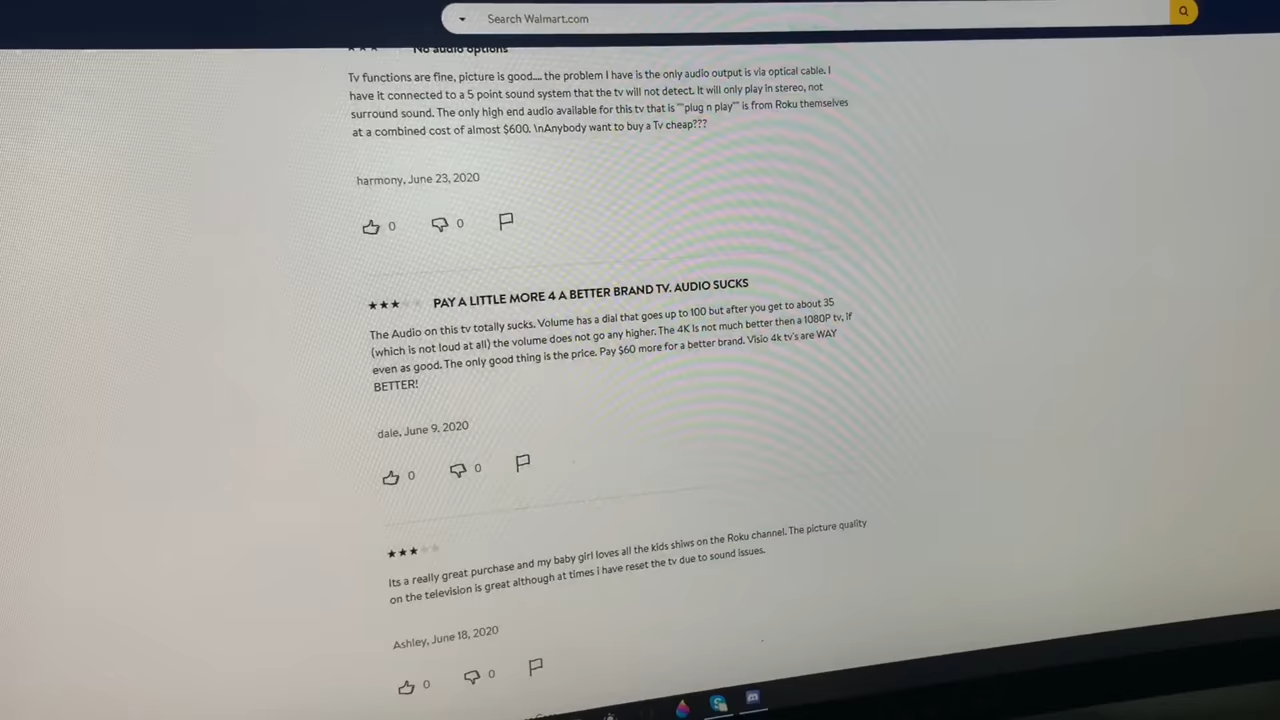 Search Walmart.com
No audio options
Tv functions are fine, picture is good.... the problem I have is the only audio output is via optical cable. I
have it connected to a 5 point sound system that the tv will not detect. It will only play in stereo, not
surround sound. The only high end audio available for this tv that is ""plug n play"" is from Roku themselves
at a combined cost of almost $600. \nAnybody want to buy a Tv cheap???
harmony, June 23, 2020
0 0
PAY A LITTLE MORE 4 A BETTER BRAND TV. AUDIO SUCKS
The Audio on this tv totally sucks. Volume has a dial that goes up to 100 but after you get to about 35
(which is not loud at all) the volume does not go any higher. The 4K Is not much better then a 1080P tv, If
even as good. The only good thing is the price. Pay $60 more for a better brand. Visio 4k tv's are WAY
BETTER!
dale, June 9, 2020
0 0
Its a really great purchase and my baby girl loves all the kids shiws on the Roku channel. The picture quality
on the television is great although at times i have reset the tv due to sound issues.
Ashley, June 18, 2020
0 0